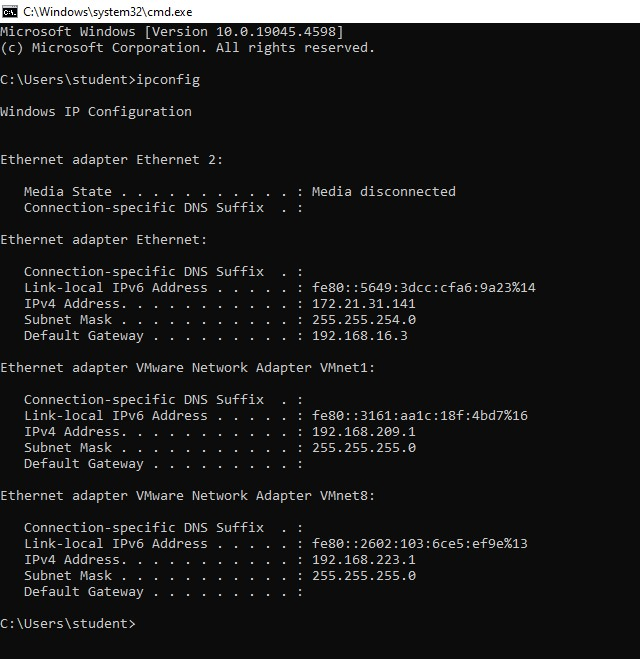 C:\Windows\system32\cmd.exe
Microsoft Windows [Version 10.0.19045.4598]
(c) Microsoft Corporation. All rights reserved.
C:\Users\student>ipconfig
Windows IP Configuration
Ethernet adapter Ethernet 2:
Media State . . . . . . . . . . . : Media disconnected
Connection-specific DNS Suffix  . :
Ethernet adapter Ethernet:
Connection-specific DNS Suffix  . :
Link-local IPv6 Address . . . . . : fe80::5649:3dcc:cfa6:9a23%14
IPv4 Address. . . . . . . . . . . : 172.21.31.141
Subnet Mask . . . . . . . . . . . : 255.255.254.0
Default Gateway . . . . . . . . . : 192.168.16.3
Ethernet adapter VMware Network Adapter VMnet1:
Connection-specific DNS Suffix  . :
Link-local IPv6 Address . . . . . : fe80::3161:aa1c:18f:4bd7%16
IPv4 Address. . . . . . . . . . . : 192.168.209.1
Subnet Mask . . . . . . . . . . . : 255.255.255.0
Default Gateway . . . . . . . . . :
Ethernet adapter VMware Network Adapter VMnet8:
Connection-specific DNS Suffix  . :
Link-local IPv6 Address . . . . . : fe80::2602:103:6ce5:ef9e%13
IPv4 Address. . . . . . . . . . . : 192.168.223.1
Subnet Mask . . . . . . . . . . . : 255.255.255.0
Default Gateway . . . . . . . . . :
C:\Users\student>